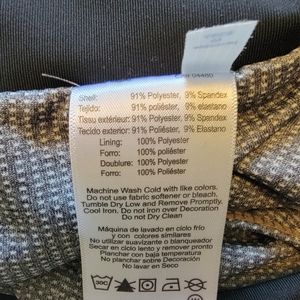 04480
Shell: 91% Polyester, 9% Spandex
Tejido: 91% poliéster, 9% elastano
Tissu extérieur: 91% Polyester, 9% Spandex
Tecido exterior: 91% Poliéster, 9% Elastano
Lining: 100% Polyester
Forro: 100% poliéster
Doublure: 100% Polyester
Forro: 100% Poliéster
Machine Wash Cold with like colors.
Do not use fabric softener or bleach.
Tumble Dry Low and Remove Promptly.
Cool Iron. Do not iron over Decoration
Do not Dry Clean
Máquina de lavado en ciclo frío
y con colores similares
No utilizar suavizante o blanqueador
Secar en ciclo lento y remover pronto
Planchar con baja temperatura
No planchar sobre Decoración
No lavar en Seco
30C